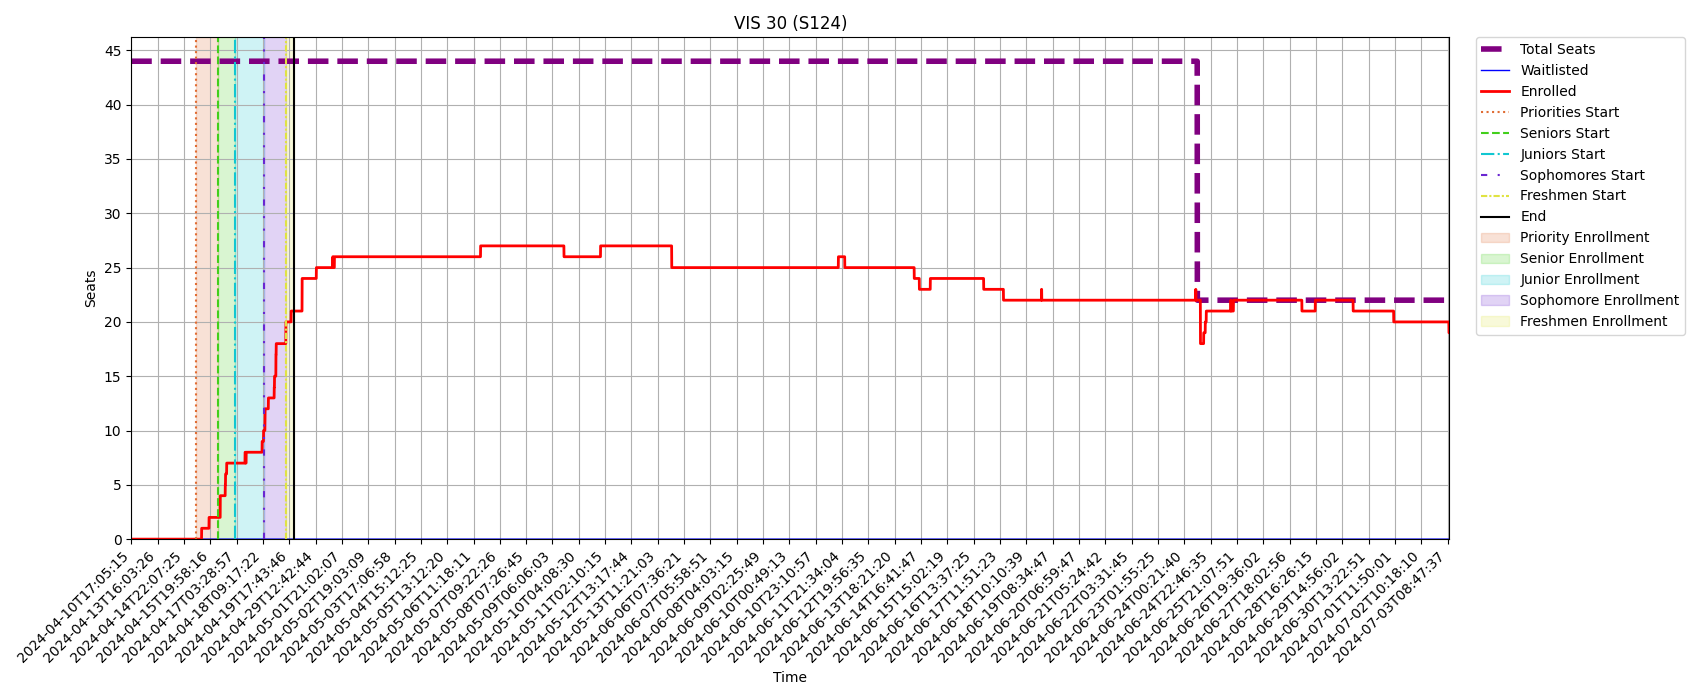 VIS 30 (S124)
45
40
35
30
25
20
15
10
5
0
Seats
2024-04-10T17:05:15
2024-04-13T16:03:26
2024-04-14T22:07:25
2024-04-15T19:58:16
2024-04-17T03:28:57
2024-04-18T09:17:22
2024-04-19T17:43:46
2024-04-29T12:42:44
2024-05-01T21:02:07
2024-05-02T19:03:09
2024-05-03T17:06:58
2024-05-04T15:12:25
2024-05-05T13:12:20
2024-05-06T11:18:11
2024-05-07T09:22:26
2024-05-08T07:26:45
2024-05-09T06:06:03
2024-05-10T04:08:30
2024-05-11T02:10:15
2024-05-12T13:17:44
2024-05-13T11:21:03
2024-06-06T07:36:21
2024-06-07T05:58:51
2024-06-08T04:03:15
2024-06-09T02:25:49
2024-06-10T00:49:13
2024-06-10T23:10:57
2024-06-11T21:34:04
2024-06-12T19:56:35
2024-06-13T18:21:20
2024-06-14T16:41:47
2024-06-15T15:02:19
2024-06-16T13:37:25
2024-06-17T11:51:23
2024-06-18T10:10:39
2024-06-19T08:34:47
2024-06-20T06:59:47
2024-06-21T05:24:42
2024-06-22T03:31:45
2024-06-23T01:55:25
2024-06-24T00:21:40
2024-06-24T22:46:35
2024-06-25T21:07:51
2024-06-26T19:36:02
2024-06-27T18:02:56
2024-06-28T16:26:15
2024-06-29T14:56:02
2024-06-30T13:22:51
2024-07-01T11:50:01
2024-07-02T10:18:10
2024-07-03T08:47:37
Time
Total Seats
Waitlisted
Enrolled
Priorities Start
Seniors Start
Juniors Start
Sophomores Start
Freshmen Start
End
Priority Enrollment
Senior Enrollment
Junior Enrollment
Sophomore Enrollment
Freshmen Enrollment